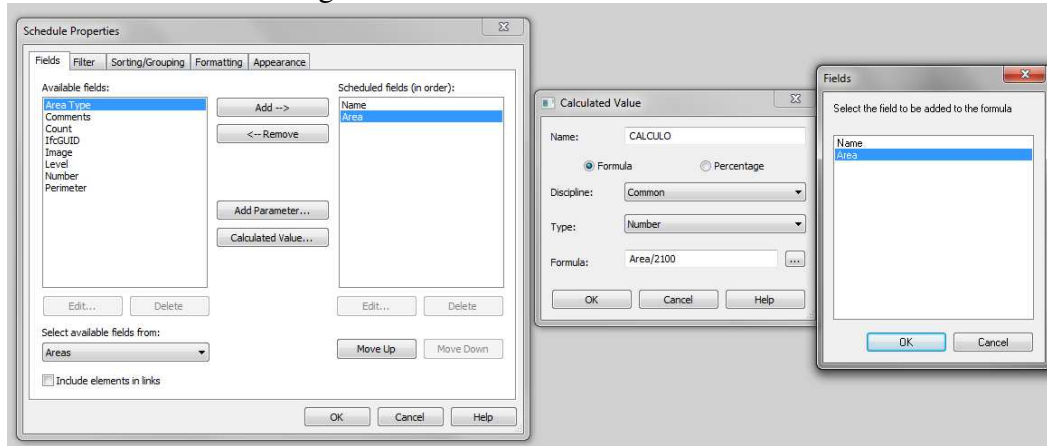 Schedule Properties
Fields Filter Sorting/Grouping Formatting Appearance
Available fields:
Area Type
Comments
Count
IfcGUID
Image
Level
Number
Perimeter
Add -->
<-- Remove
Add Parameter...
Calculated Value...
Scheduled fields (in order):
Name
Area
Edit... Delete
Edit... Delete
Select available fields from:
Areas
Move Up Move Down
Include elements in links
OK Cancel Help
Calculated Value
Name: CALCULO
Formula Percentage
Discipline: Common
Type: Number
Formula: Area/2100 ...
OK Cancel Help
Fields
Select the field to be added to the formula
Name
Area
OK Cancel